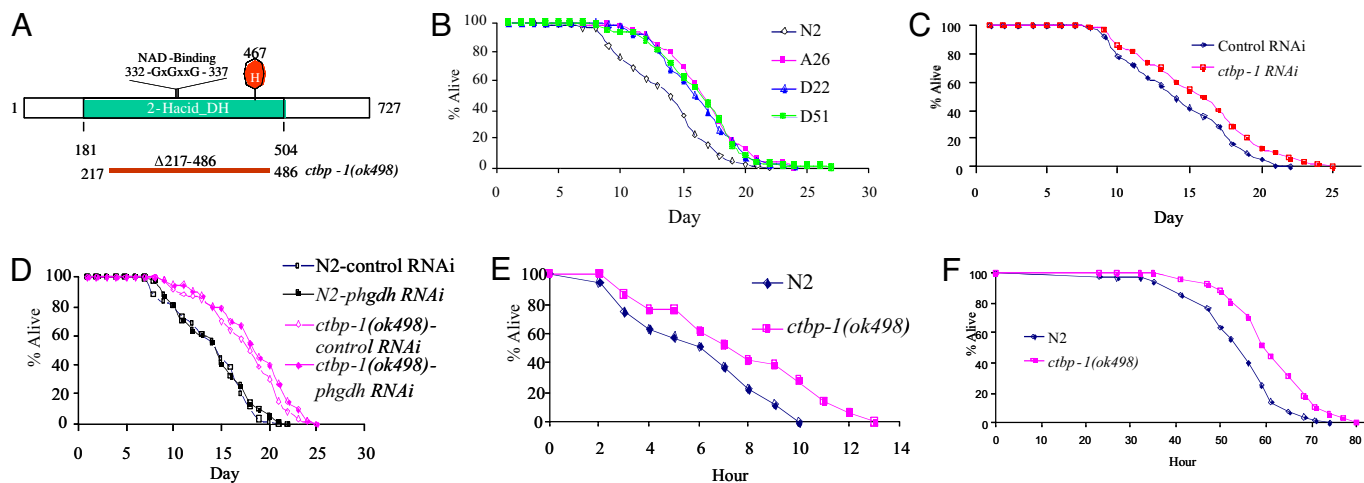 A
NAD -Binding
332 -GxGxxG - 337
467
H
1
2-Hacid_DH
727
181
504
Δ217-486
217
486
ctbp -1(ok498)
B
% Alive
100
80
60
40
20
0
0 5 10 15 20 25 30
Day
N2
A26
D22
D51
C
% Alive
100
80
60
40
20
0
0 5 10 15 20 25
Day
Control RNAi
ctbp-1 RNAi
D
% Alive
100
80
60
40
20
0
0 5 10 15 20 25 30
Day
N2-control RNAi
N2-phgdh RNAi
ctbp-1(ok498)-
control RNAi
ctbp-1(ok498)-
phgdh RNAi
E
% Alive
100
80
60
40
20
0
0 2 4 6 8 10 12 14
Hour
N2
ctbp-1(ok498)
F
% Alive
100
80
60
40
20
0
0 10 20 30 40 50 60 70 80
Hour
N2
ctbp-1(ok498)